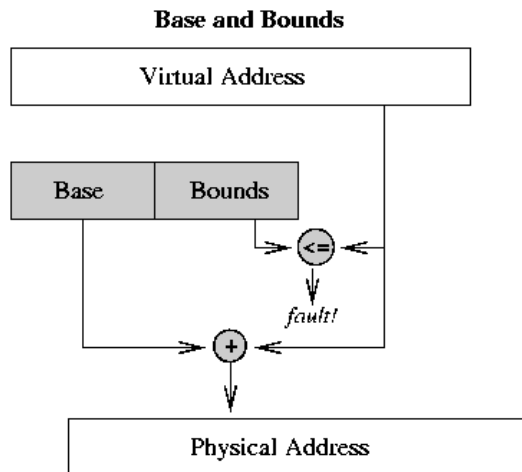 Base and Bounds
Virtual Address
Base Bounds
<=
fault!
+
Physical Address